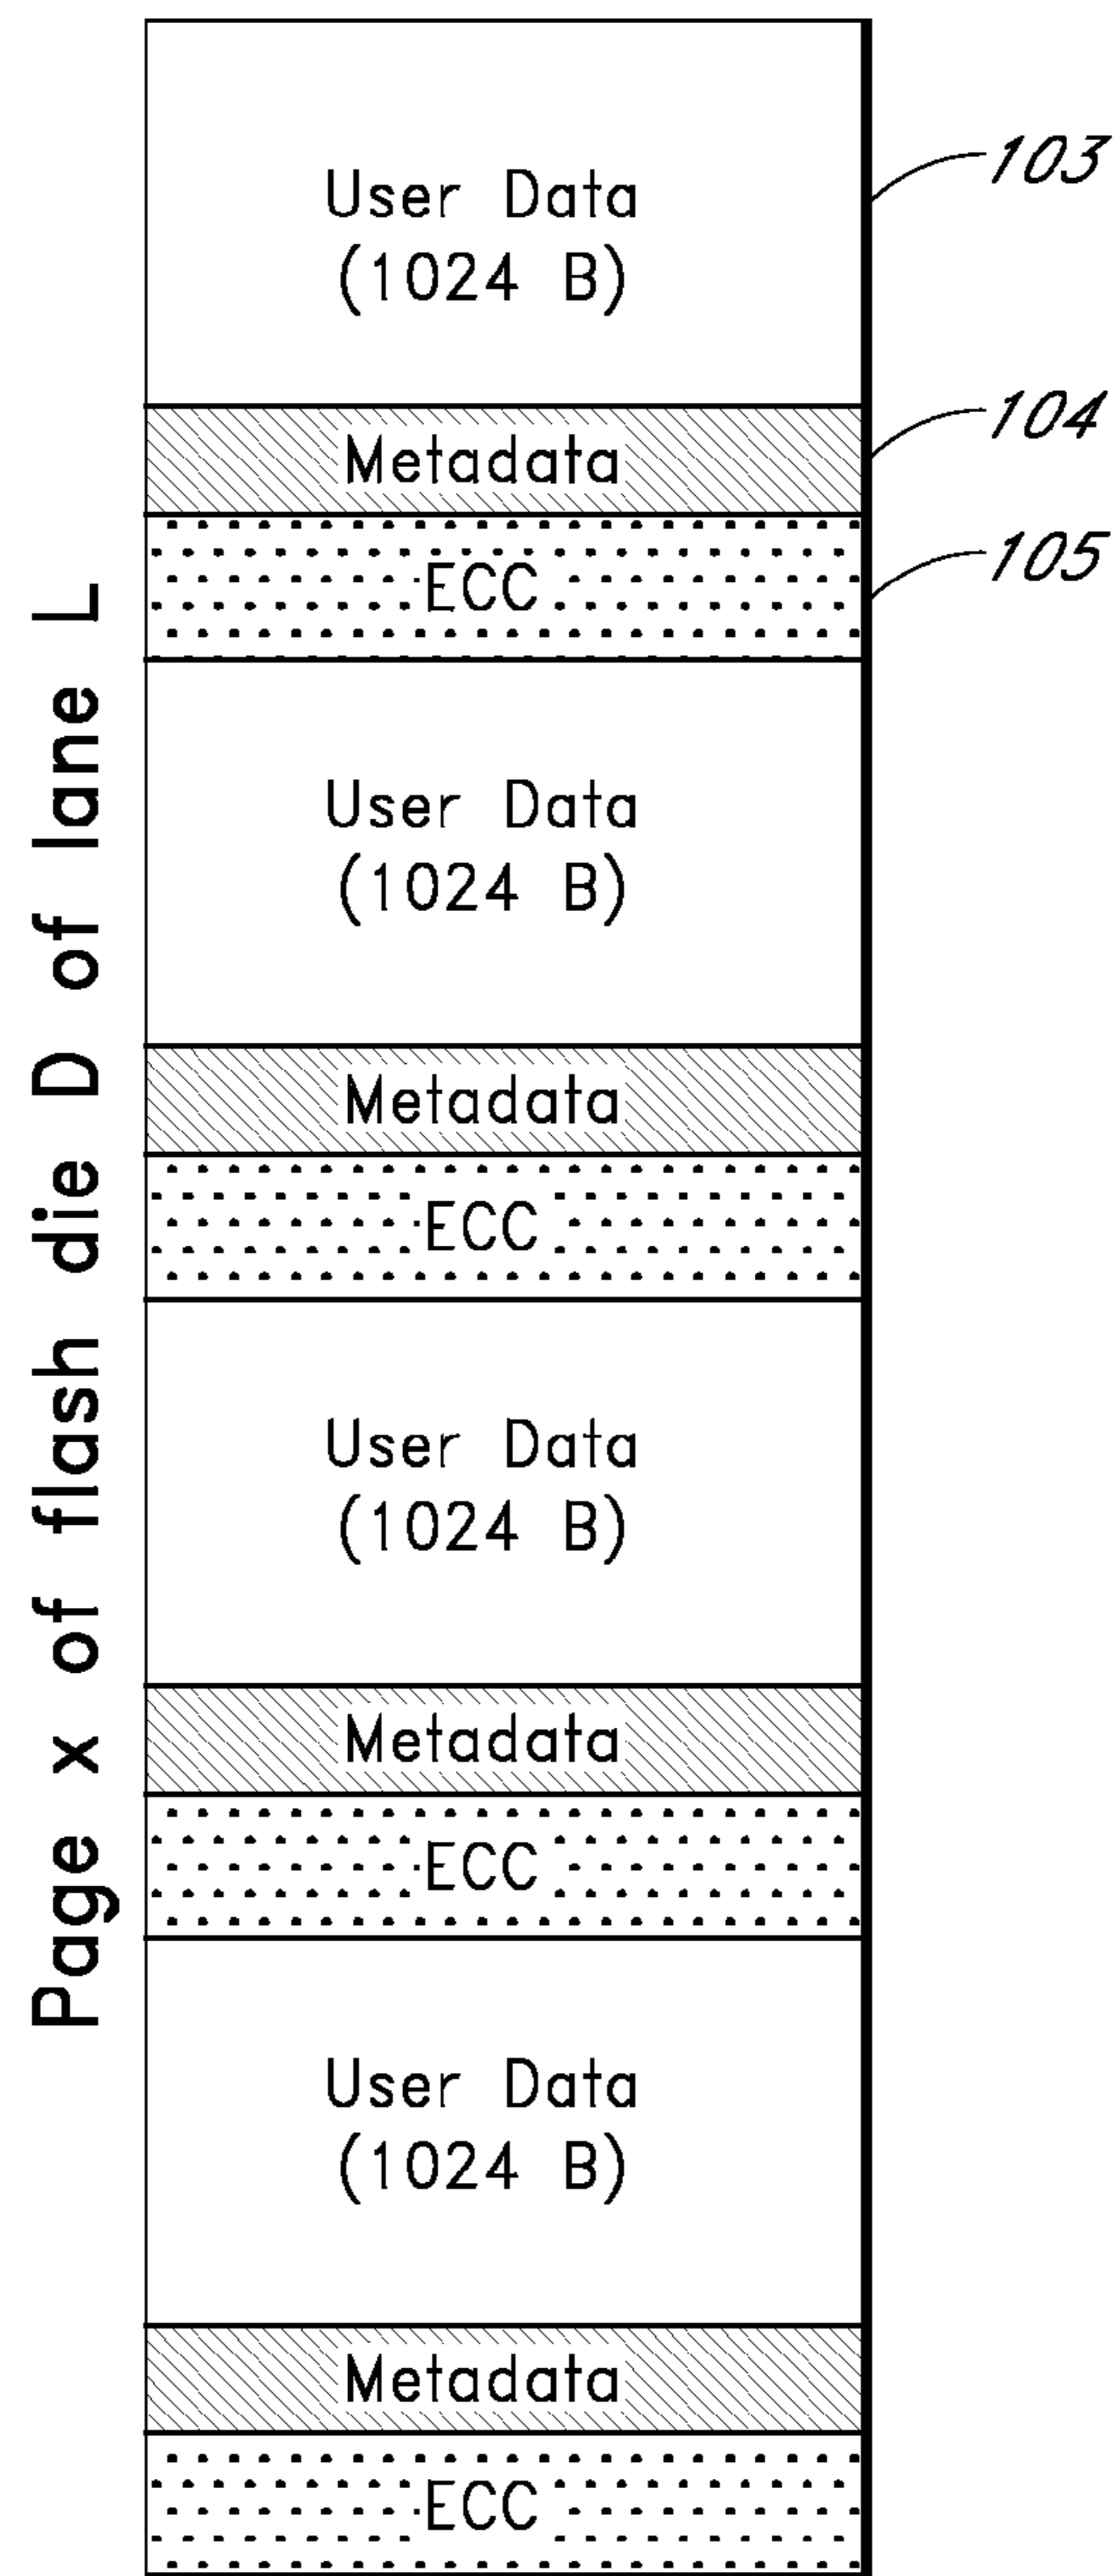 Page x of flash die D of lane L
User Data
(1024 B)
103
Metadata
104
ECC
105
User Data
(1024 B)
Metadata
ECC
User Data
(1024 B)
Metadata
ECC
User Data
(1024 B)
Metadata
ECC